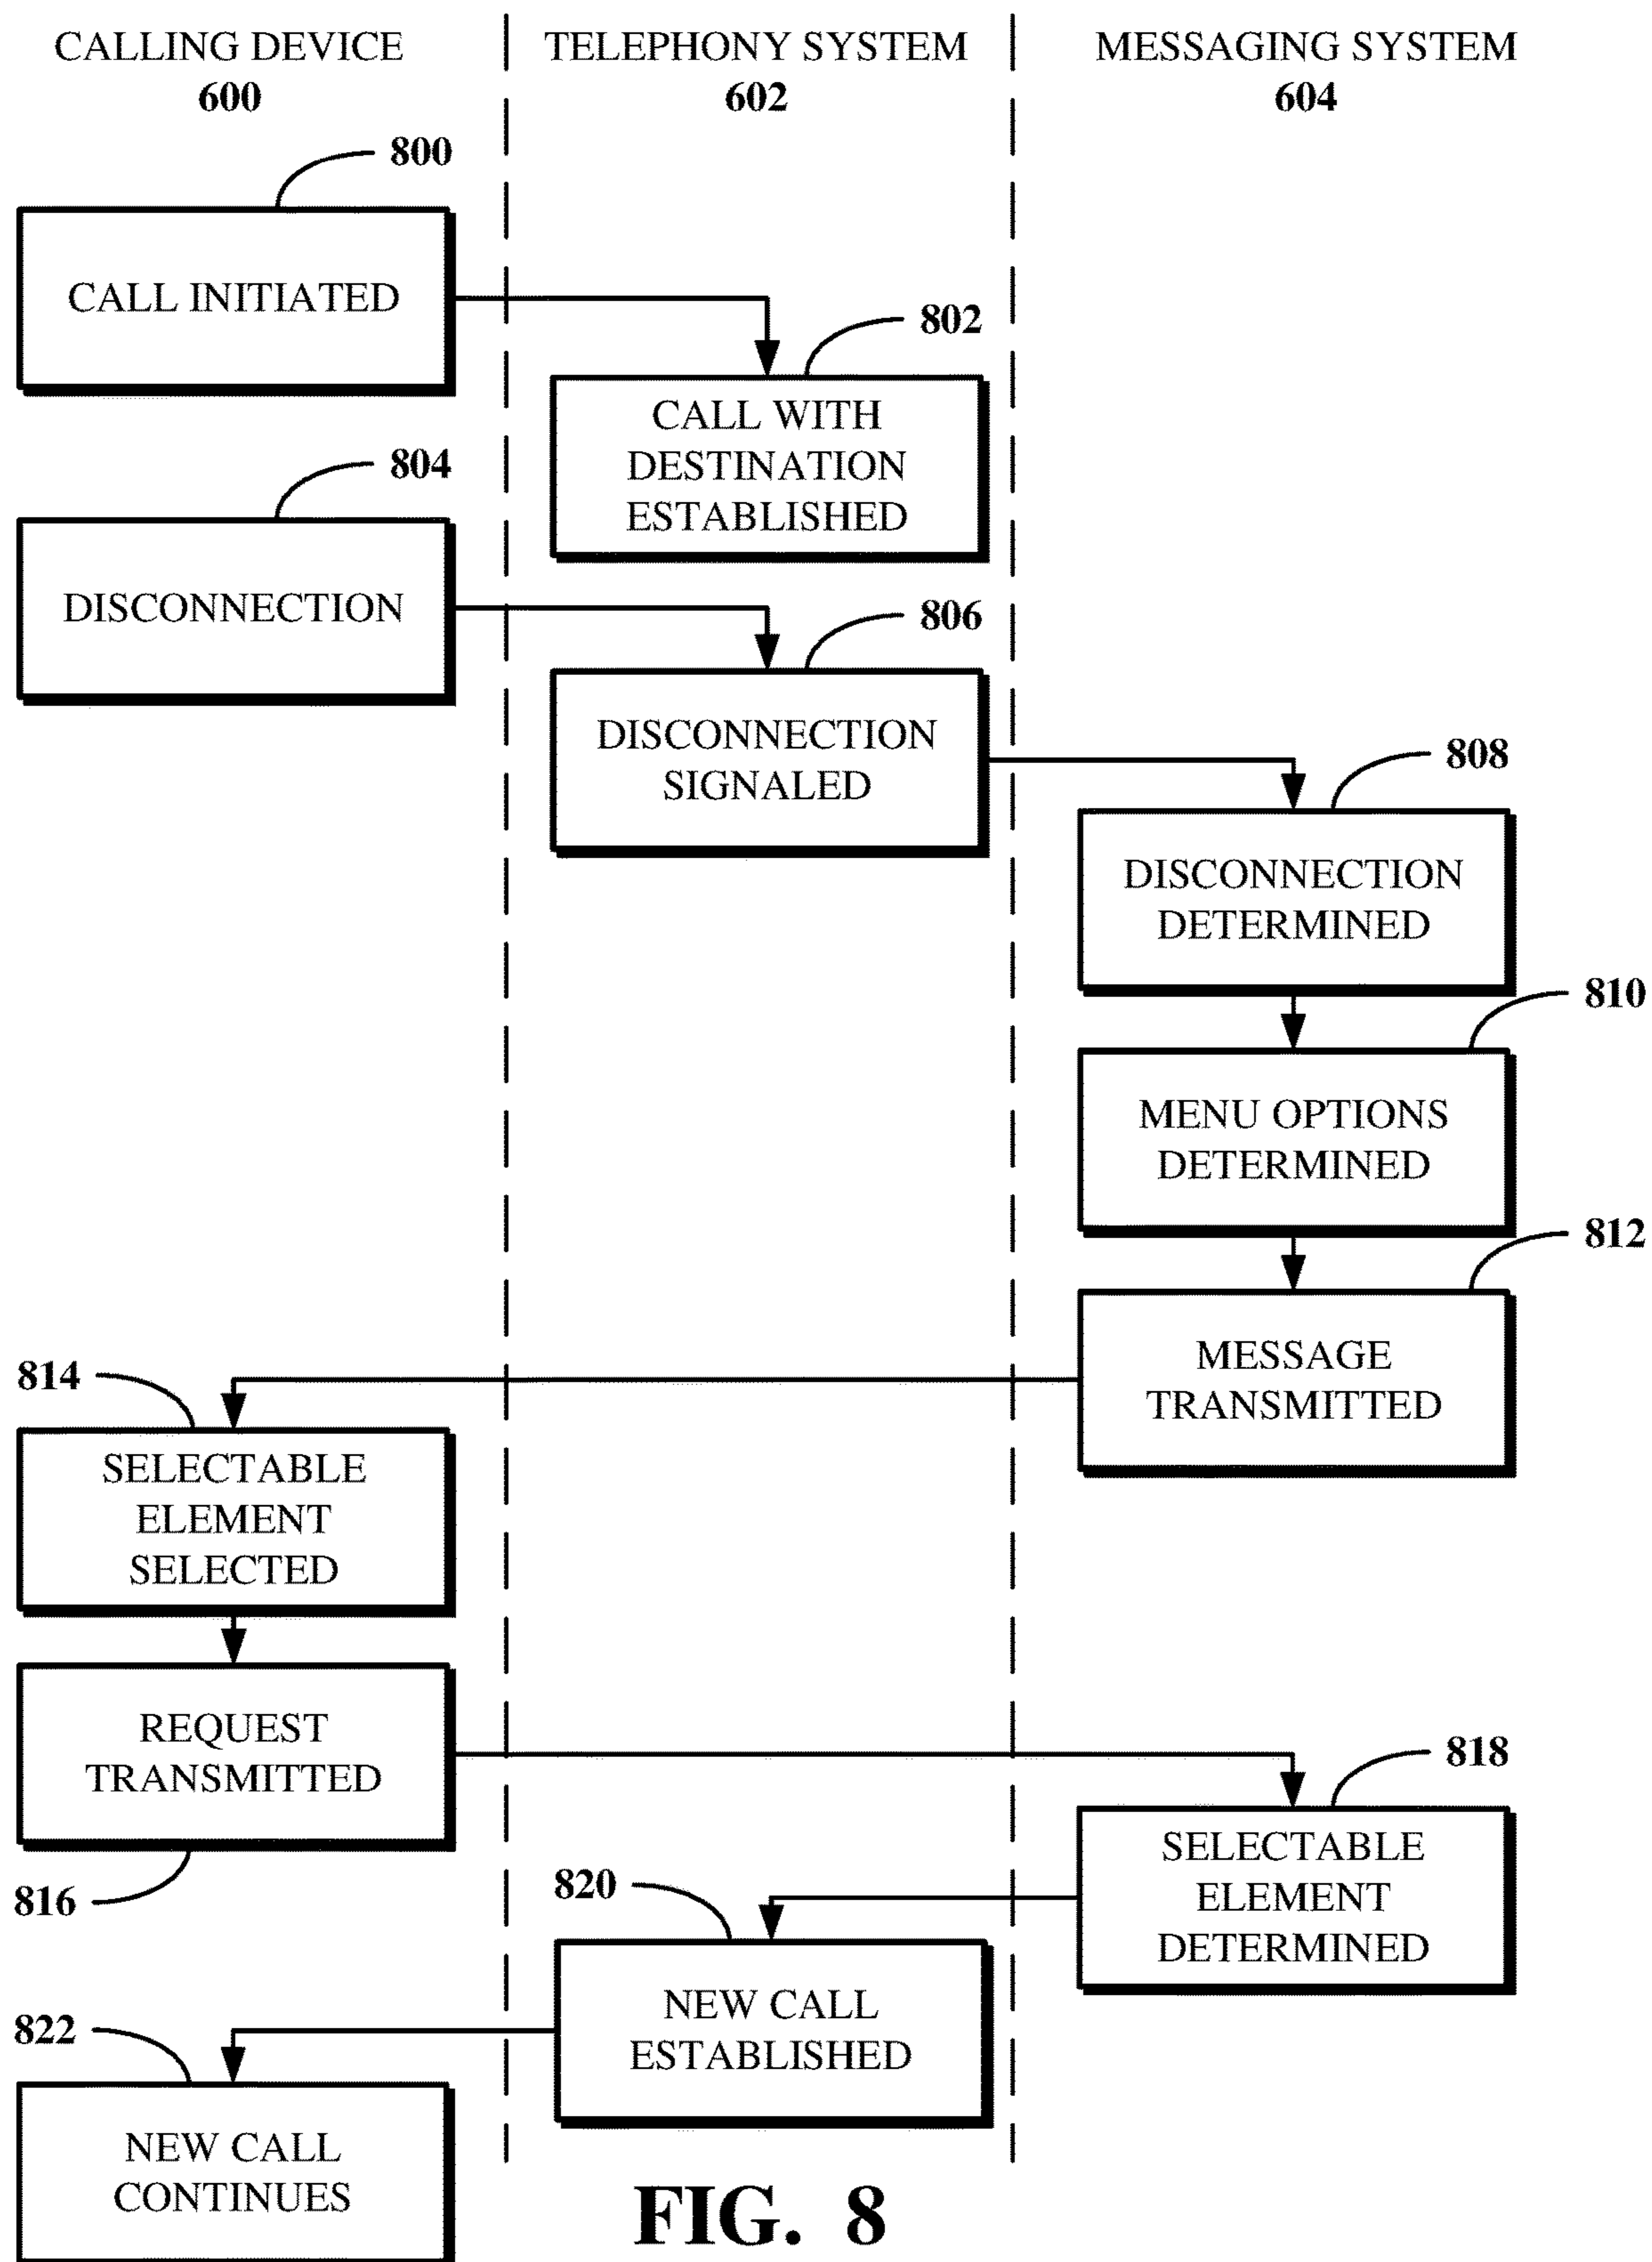 CALLING DEVICE
600
TELEPHONY SYSTEM
602
MESSAGING SYSTEM
604
800
CALL INITIATED
802
CALL WITH
DESTINATION
ESTABLISHED
804
DISCONNECTION
806
DISCONNECTION
SIGNALED
808
DISCONNECTION
DETERMINED
810
MENU OPTIONS
DETERMINED
812
MESSAGE
TRANSMITTED
814
SELECTABLE
ELEMENT
SELECTED
REQUEST
TRANSMITTED
816
818
SELECTABLE
ELEMENT
DETERMINED
820
NEW CALL
ESTABLISHED
822
NEW CALL
CONTINUES
FIG. 8